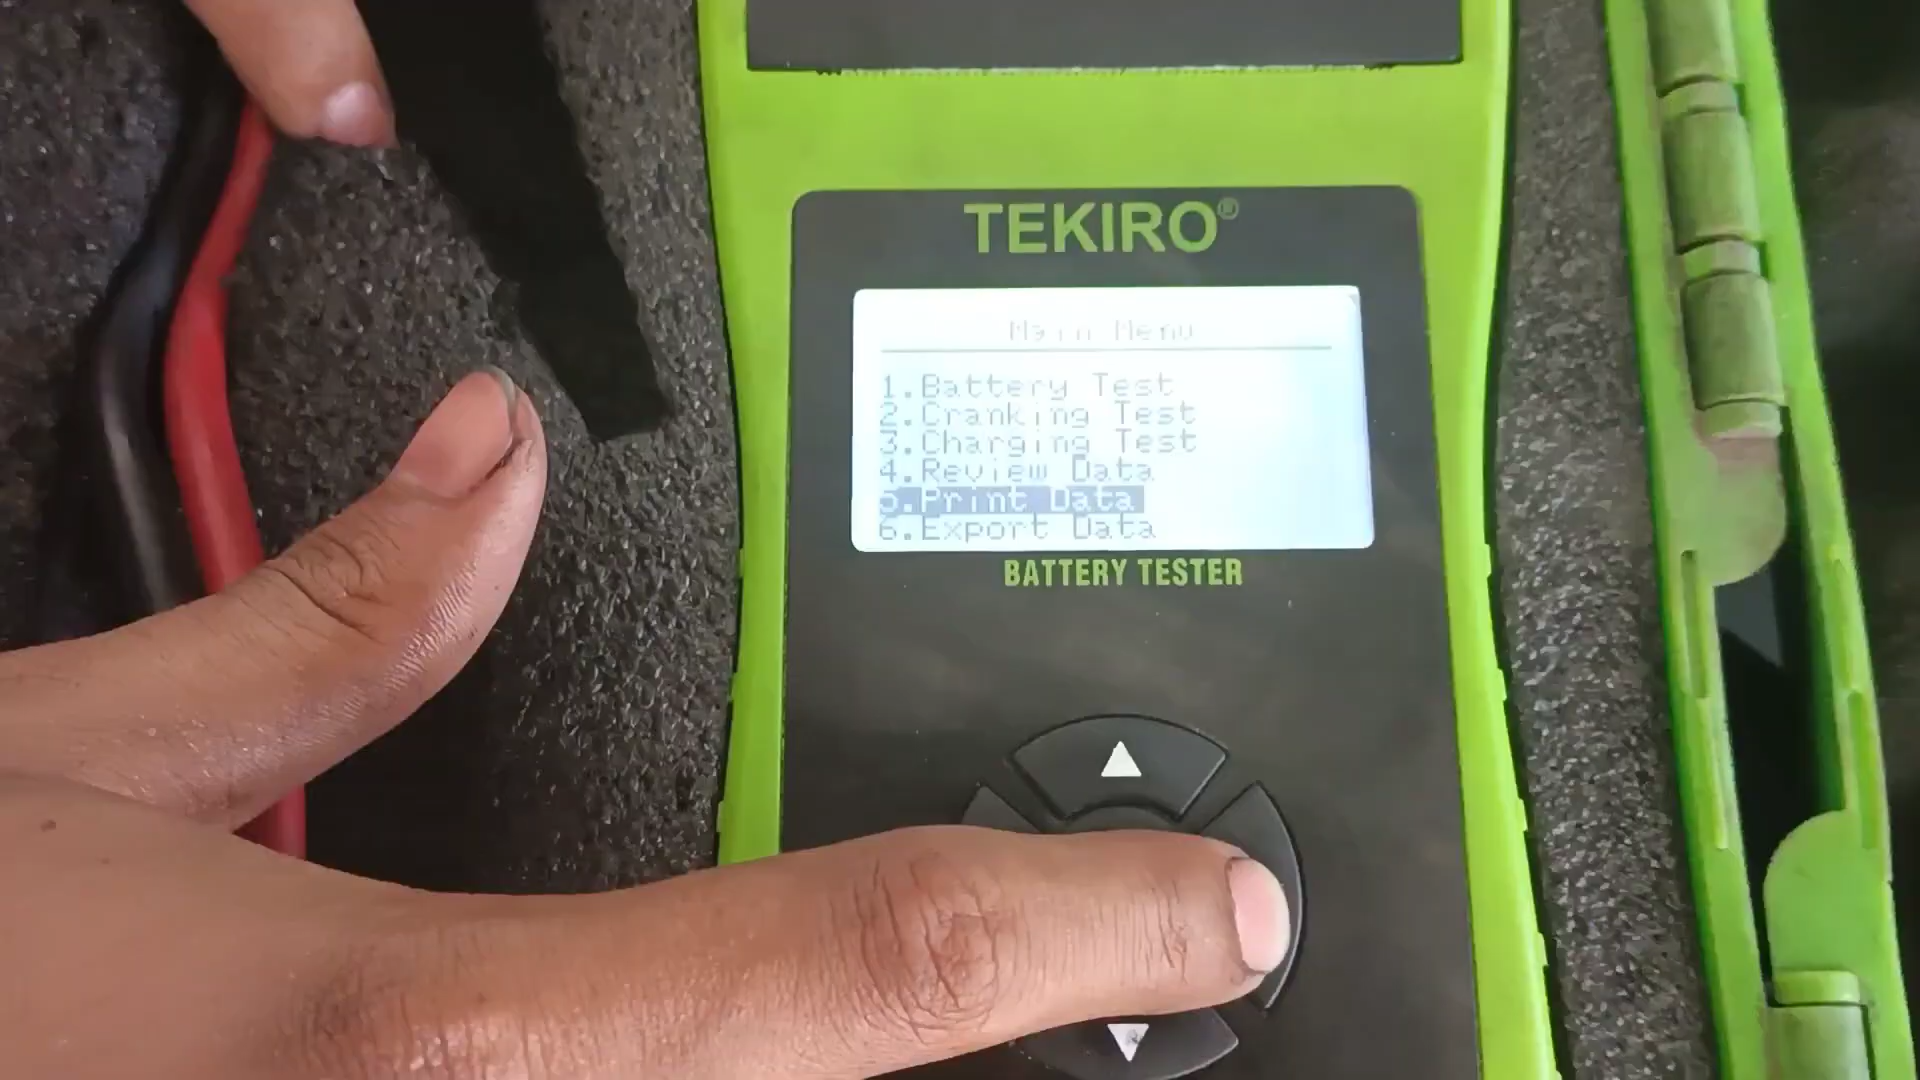 TEKIRO®
Main Menu
1.Battery Test
2.Cranking Test
3.Charging Test
4.Review Data
5.Print Data
6.Export Data
BATTERY TESTER